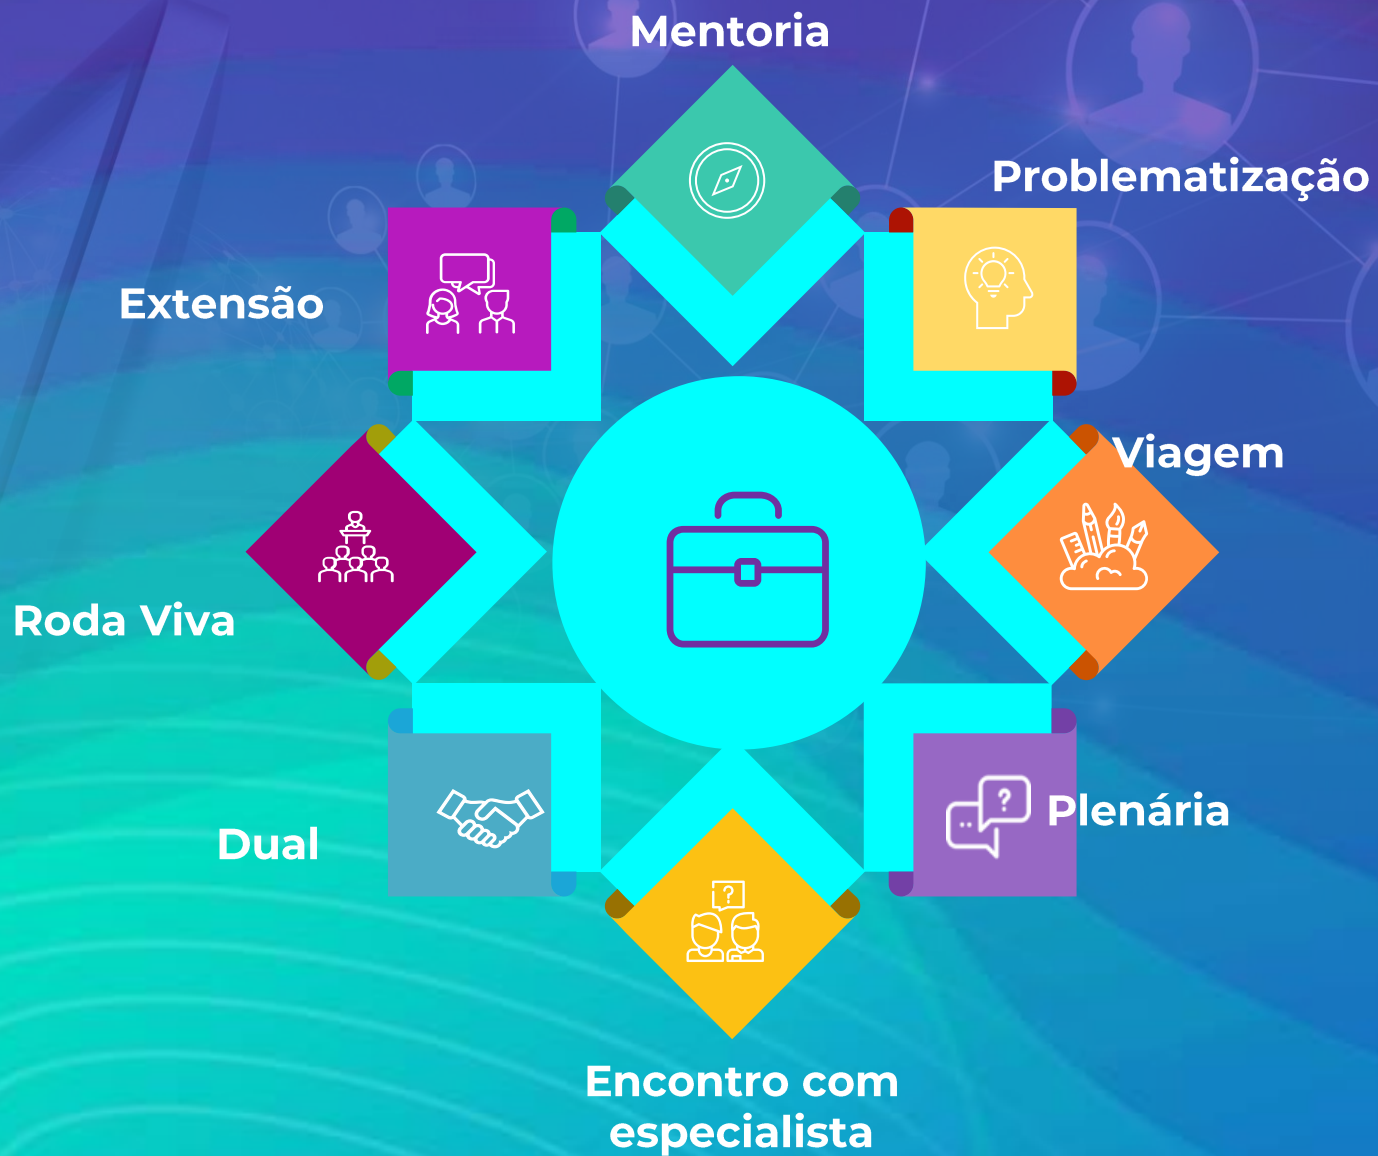 Mentoria
Problematização
Extensão
Viagem
Roda Viva
Plenária
Dual
Encontro com
especialista